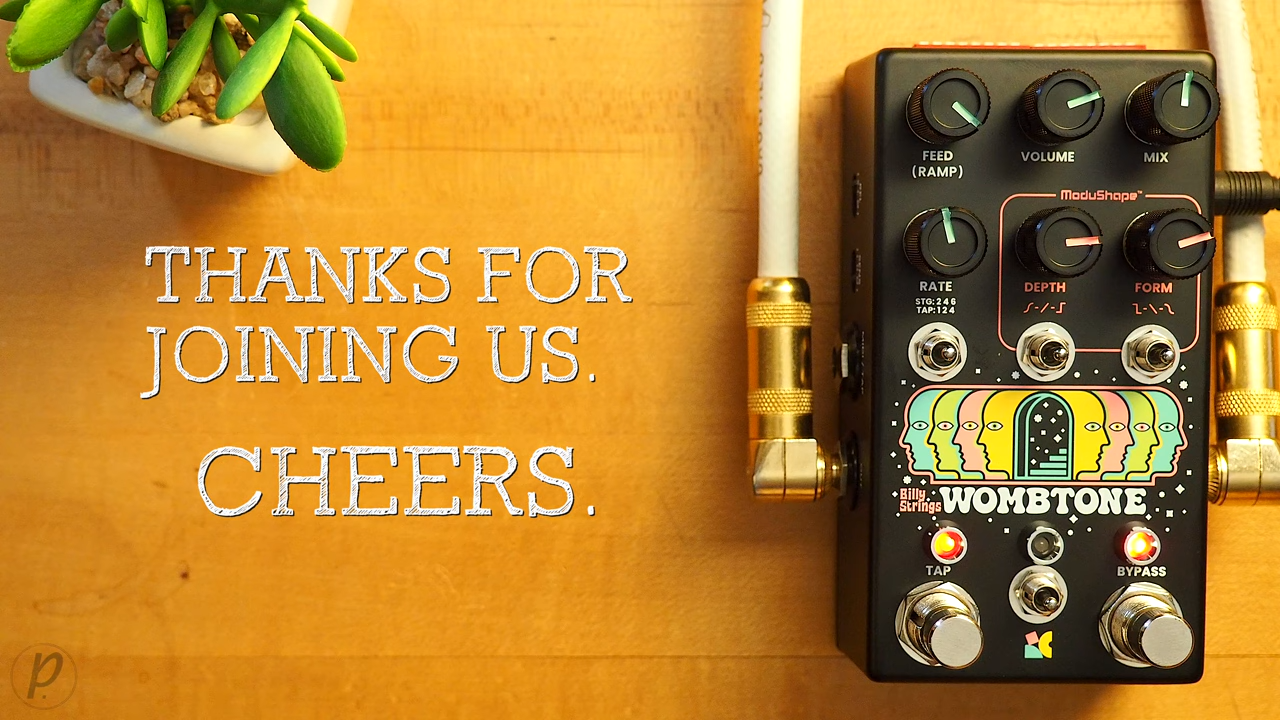 THANKS FOR
JOINING US.
CHEERS.
FEED
(RAMP)
VOLUME
MIX
ModuShape™
RATE
DEPTH
FORM
STG: 2 4 6
TAP: 1 2 4
Billy
Strings
WOMBTONE
TAP
BYPASS
p.